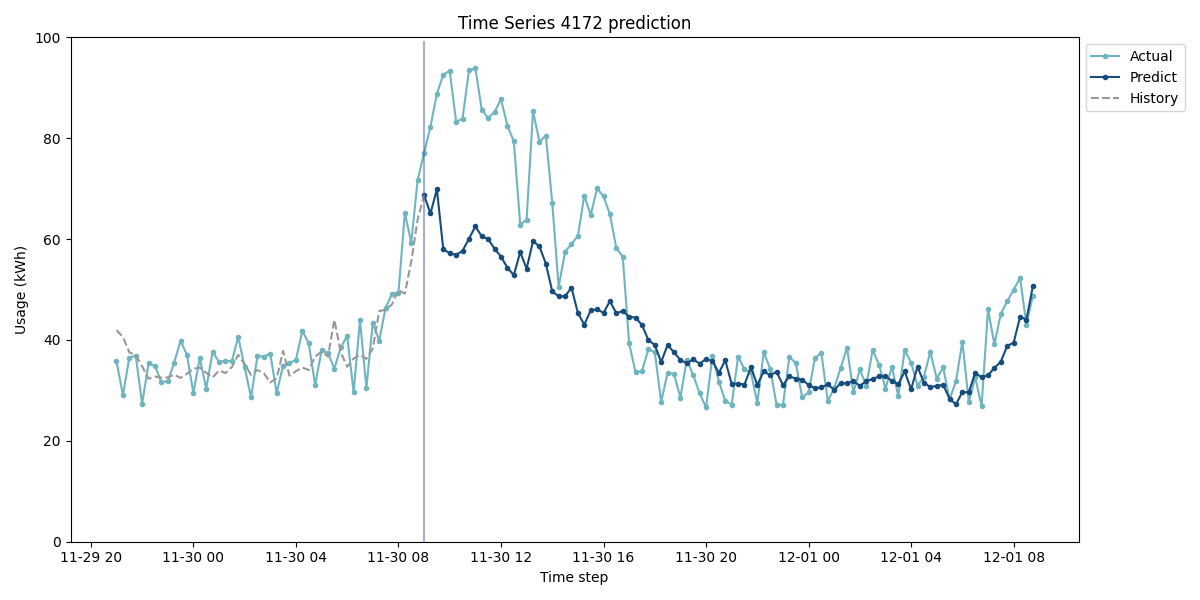 Time Series 4172 prediction
100
80
60
40
20
0
Usage (kWh)
11-29 20
11-30 00
11-30 04
11-30 08
11-30 12
11-30 16
11-30 20
12-01 00
12-01 04
12-01 08
Time step
Actual
Predict
History